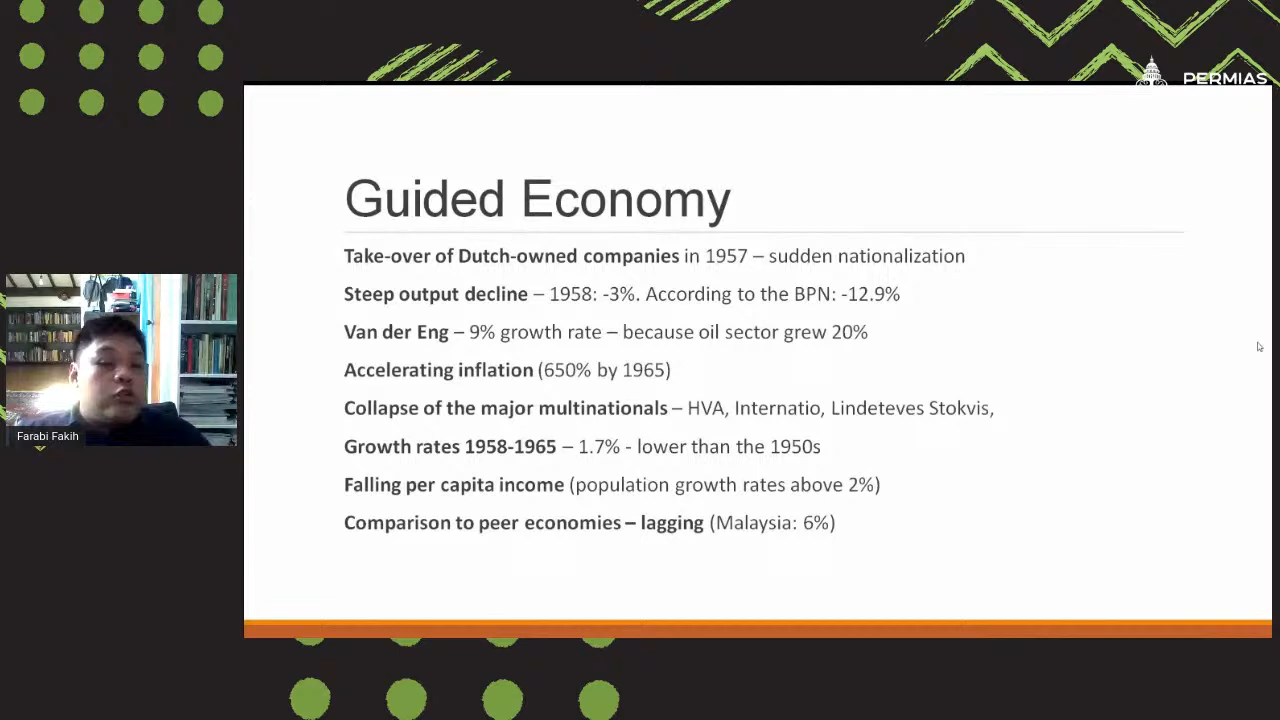 PERMIAS
Guided Economy
Take-over of Dutch-owned companies in 1957 – sudden nationalization
Steep output decline – 1958: -3%. According to the BPN: -12.9%
Van der Eng – 9% growth rate – because oil sector grew 20%
Accelerating inflation (650% by 1965)
Collapse of the major multinationals – HVA, Internatio, Lindeteves Stokvis,
Growth rates 1958-1965 – 1.7% - lower than the 1950s
Falling per capita income (population growth rates above 2%)
Comparison to peer economies – lagging (Malaysia: 6%)
Farabi Fakih